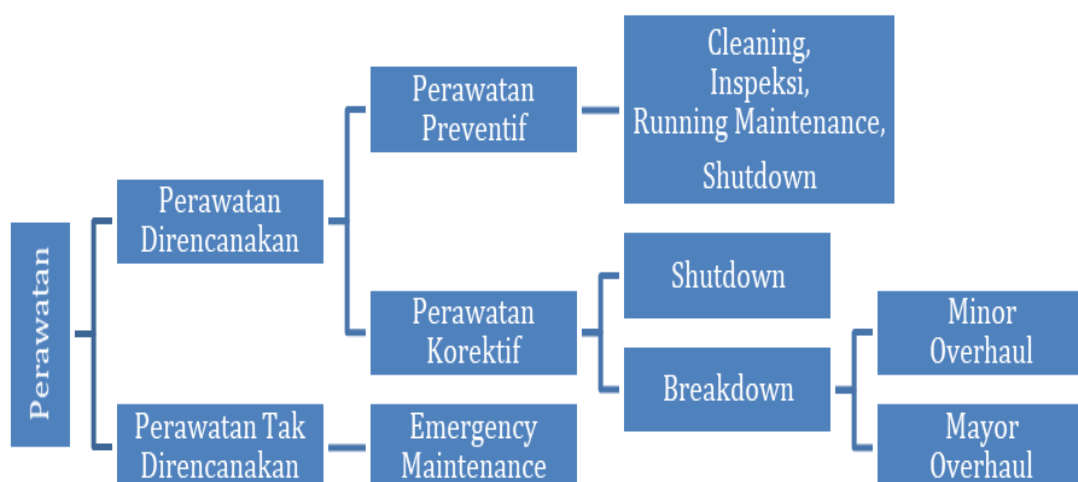 Perawatan
Perawatan
Direncanakan
Perawatan Tak
Direncanakan
Perawatan
Preventif
Perawatan
Korektif
Emergency
Maintenance
Cleaning,
Inspeksi,
Running Maintenance,
Shutdown
Shutdown
Breakdown
Minor
Overhaul
Mayor
Overhaul